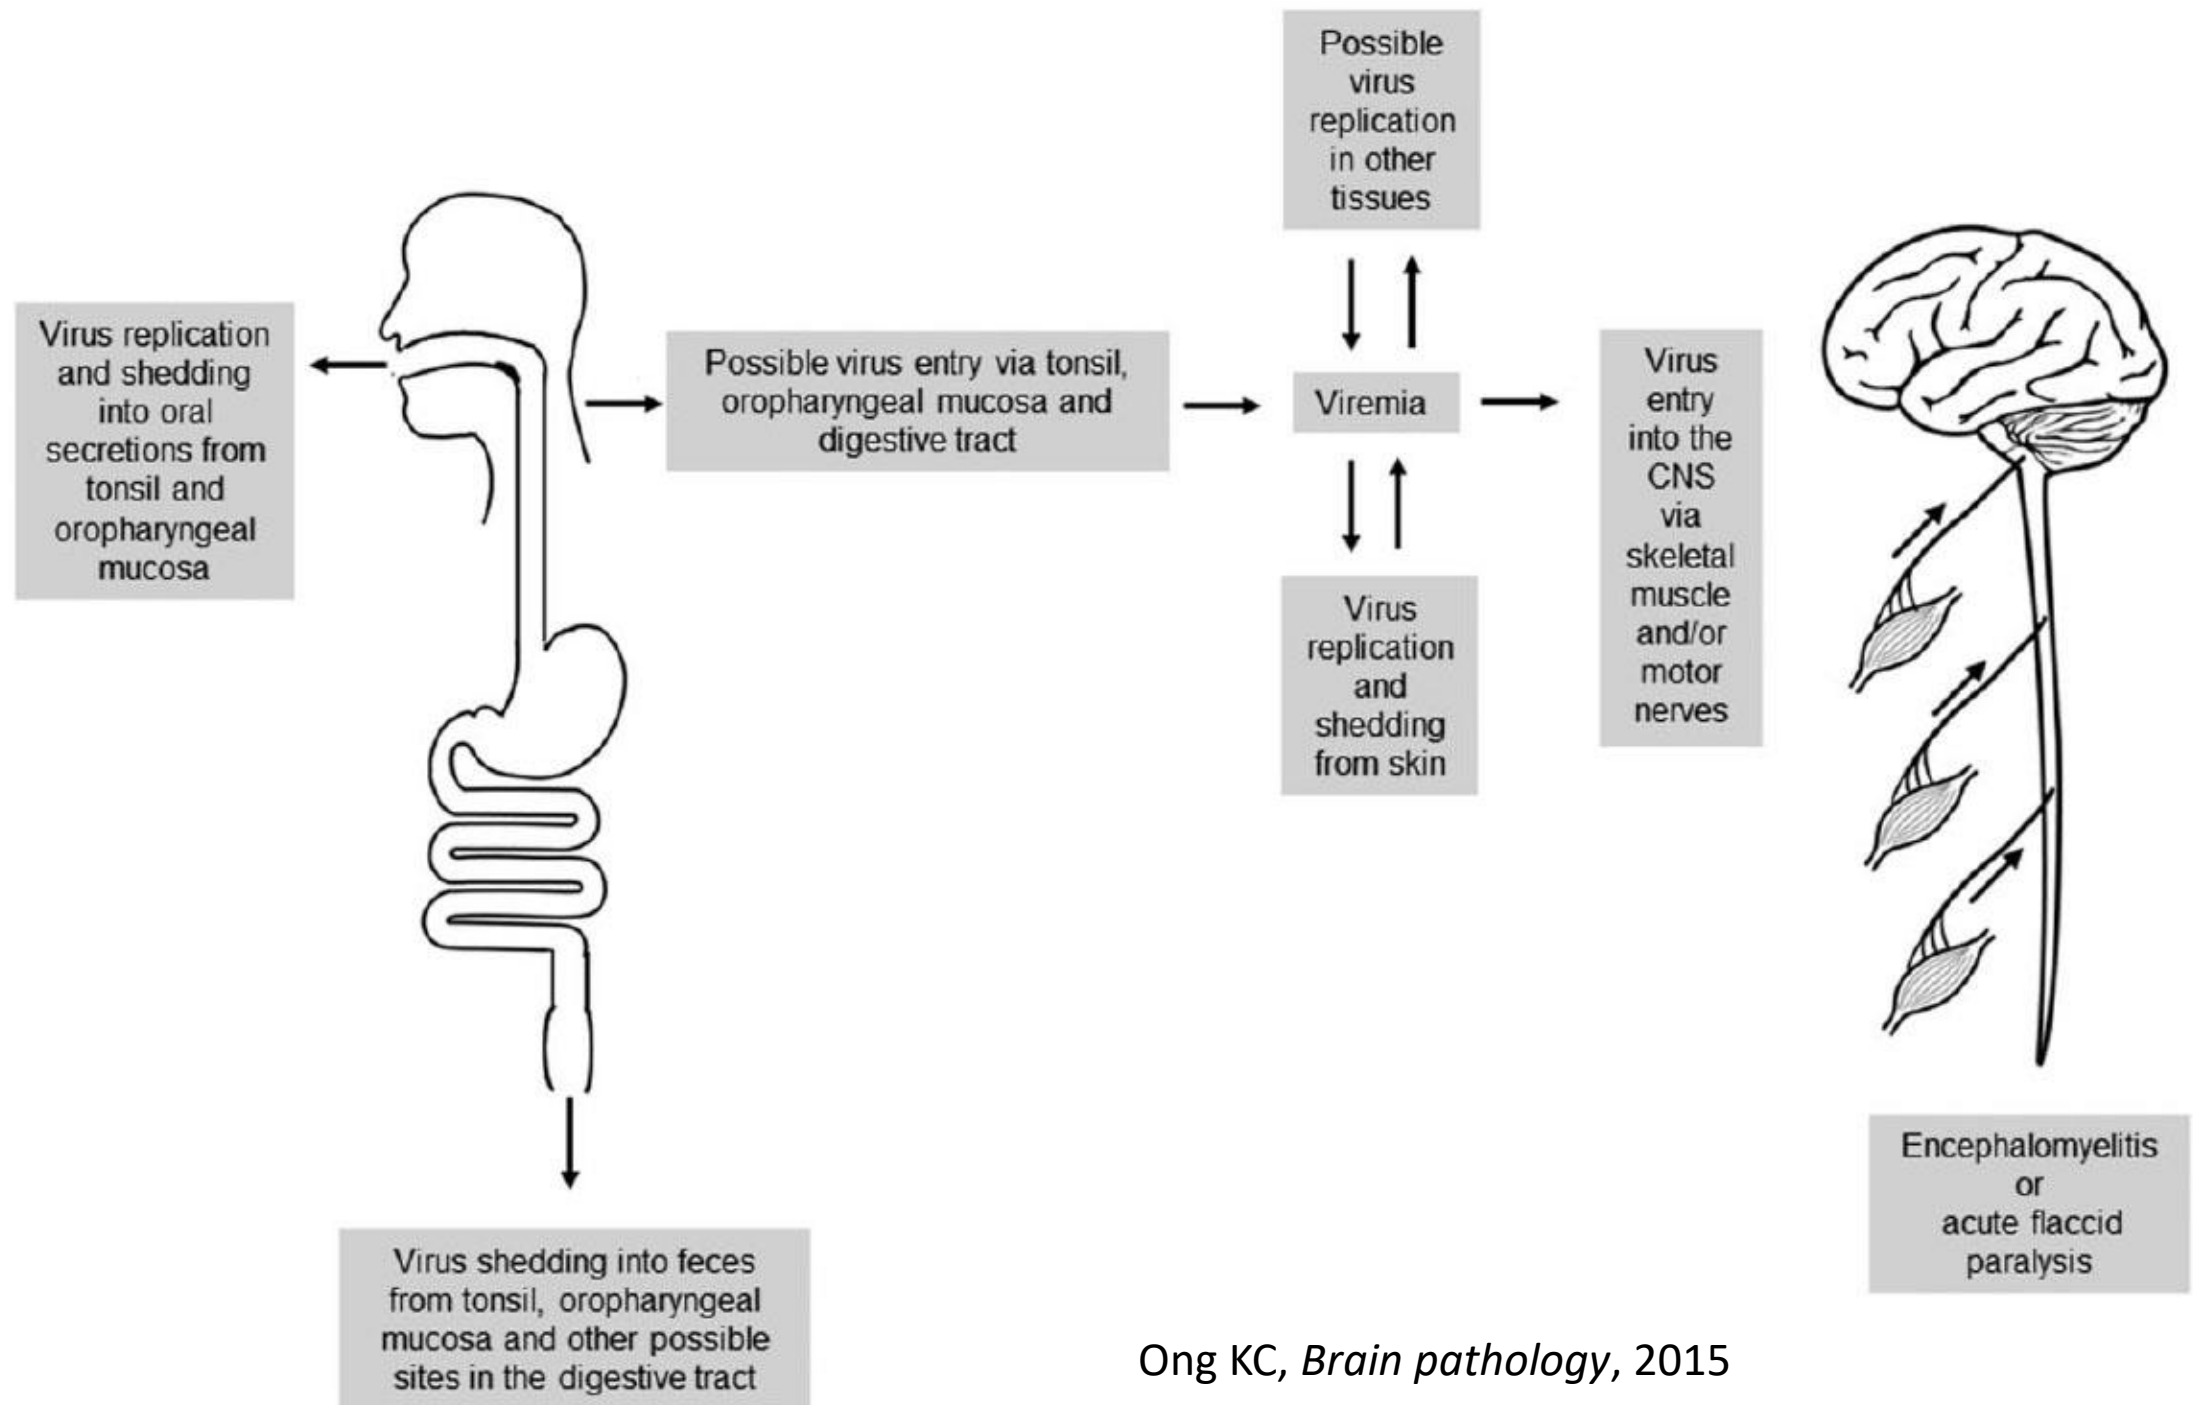 Possible
virus
replication
in other
tissues
Virus replication
and shedding
into oral
secretions from
tonsil and
oropharyngeal
mucosa
Possible virus entry via tonsil,
oropharyngeal mucosa and
digestive tract
Viremia
Virus
entry
into the
CNS
via
skeletal
muscle
and/or
motor
nerves
Virus
replication
and
shedding
from skin
Encephalomyelitis
or
acute flaccid
paralysis
Virus shedding into feces
from tonsil, oropharyngeal
mucosa and other possible
sites in the digestive tract
Ong KC, Brain pathology, 2015